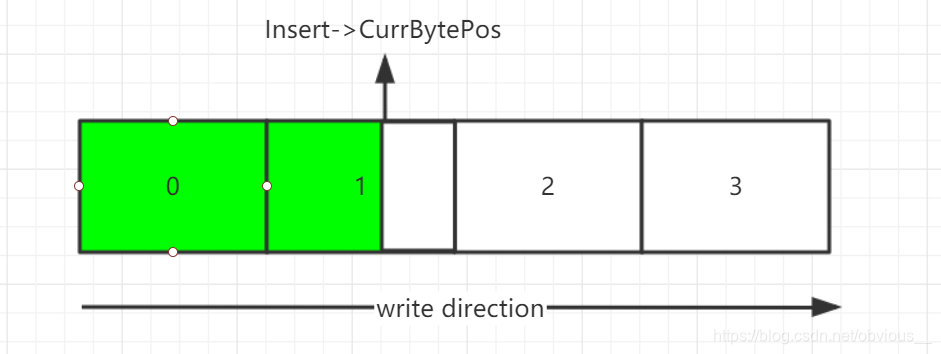 Insert->CurrBytePos
0
1
2
3
write direction
https://blog.csdn.net/obvious__